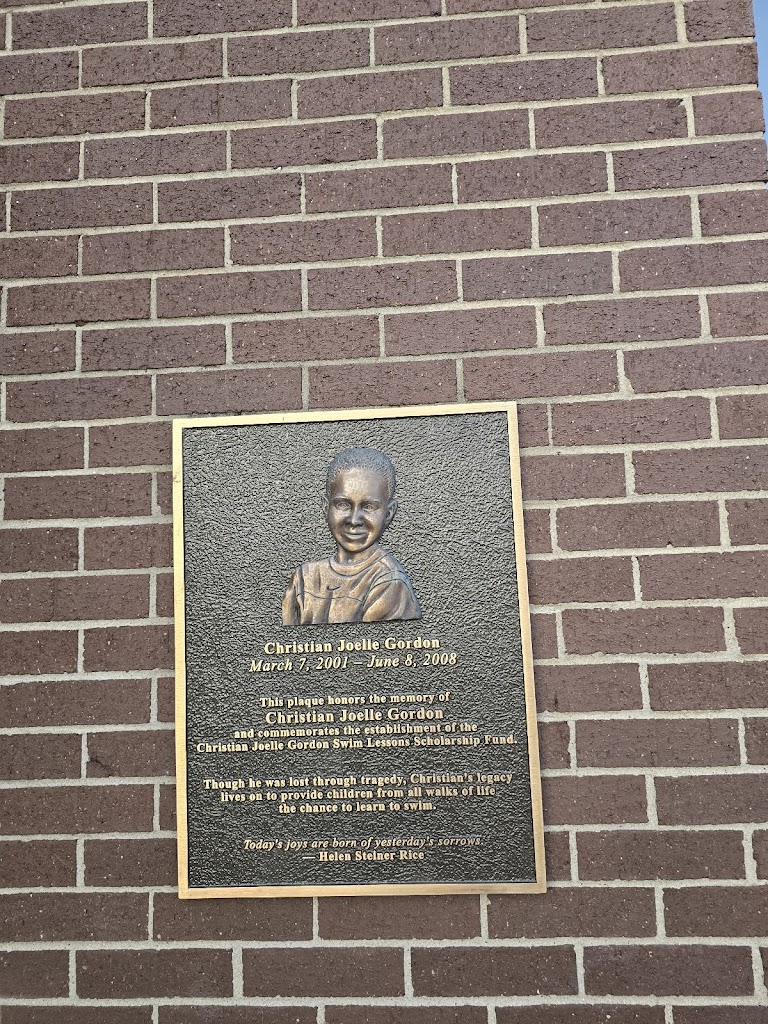 Christian Joelle Gordon
March 7, 2001 – June 8, 2008
This plaque honors the memory of
Christian Joelle Gordon
and commemorates the establishment of the
Christian Joelle Gordon Swim Lessons Scholarship Fund.
Though he was lost through tragedy, Christian's legacy
lives on to provide children from all walks of life
the chance to learn to swim.
Today's joys are born of yesterday's sorrows
— Helen Steiner Rice